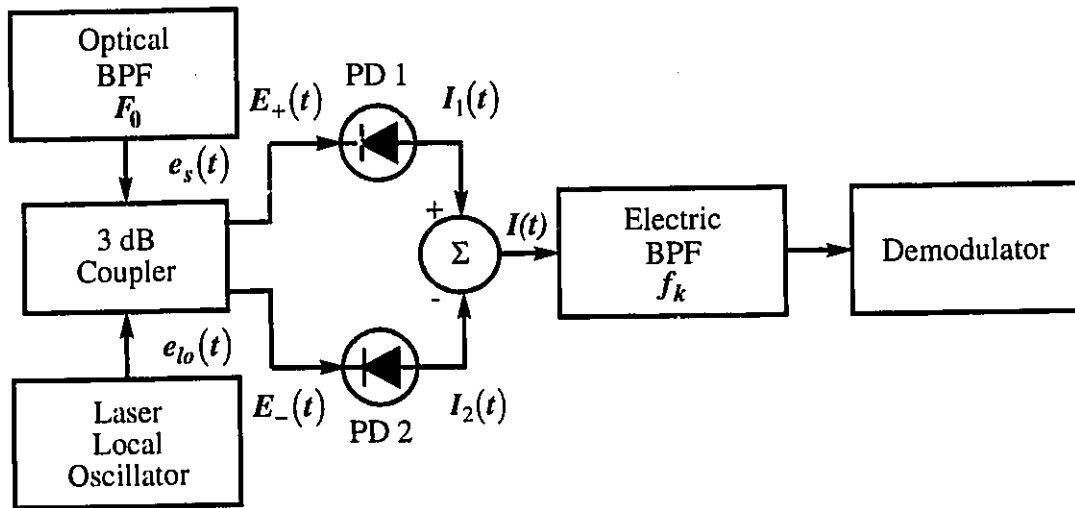 Optical
BPF
F₀
PD 1
E₊(t)
I₁(t)
eₛ(t)
3 dB
Coupler
+
Σ
-
I(t)
Electric
BPF
fₖ
Demodulator
eₗₒ(t)
E₋(t)
I₂(t)
PD 2
Laser
Local
Oscillator